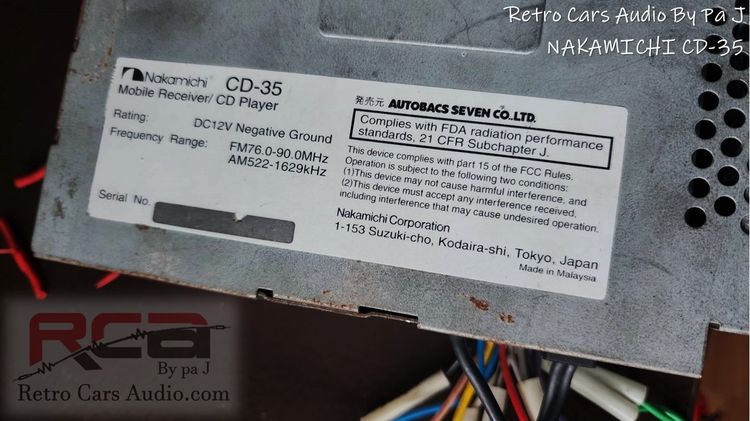 Retro Cars Audio By Pa J
NAKAMICHI CD-35
Nakamichi CD-35
Mobile Receiver/ CD Player
Rating: DC12V Negative Ground
Frequency Range: FM76.0-90.0MHz
AM522-1629kHz
Serial No.
発売元 AUTOBACS SEVEN CO.LTD.
Complies with FDA radiation performance
standards, 21 CFR Subchapter J.
This device complies with part 15 of the FCC Rules.
Operation is subject to the following two conditions:
(1)This device may not cause harmful interference, and
(2)This device must accept any interference received,
including interference that may cause undesired operation.
Nakamichi Corporation
1-153 Suzuki-cho, Kodaira-shi, Tokyo, Japan
Made in Malaysia
RCA
By pa J
Retro Cars Audio.com